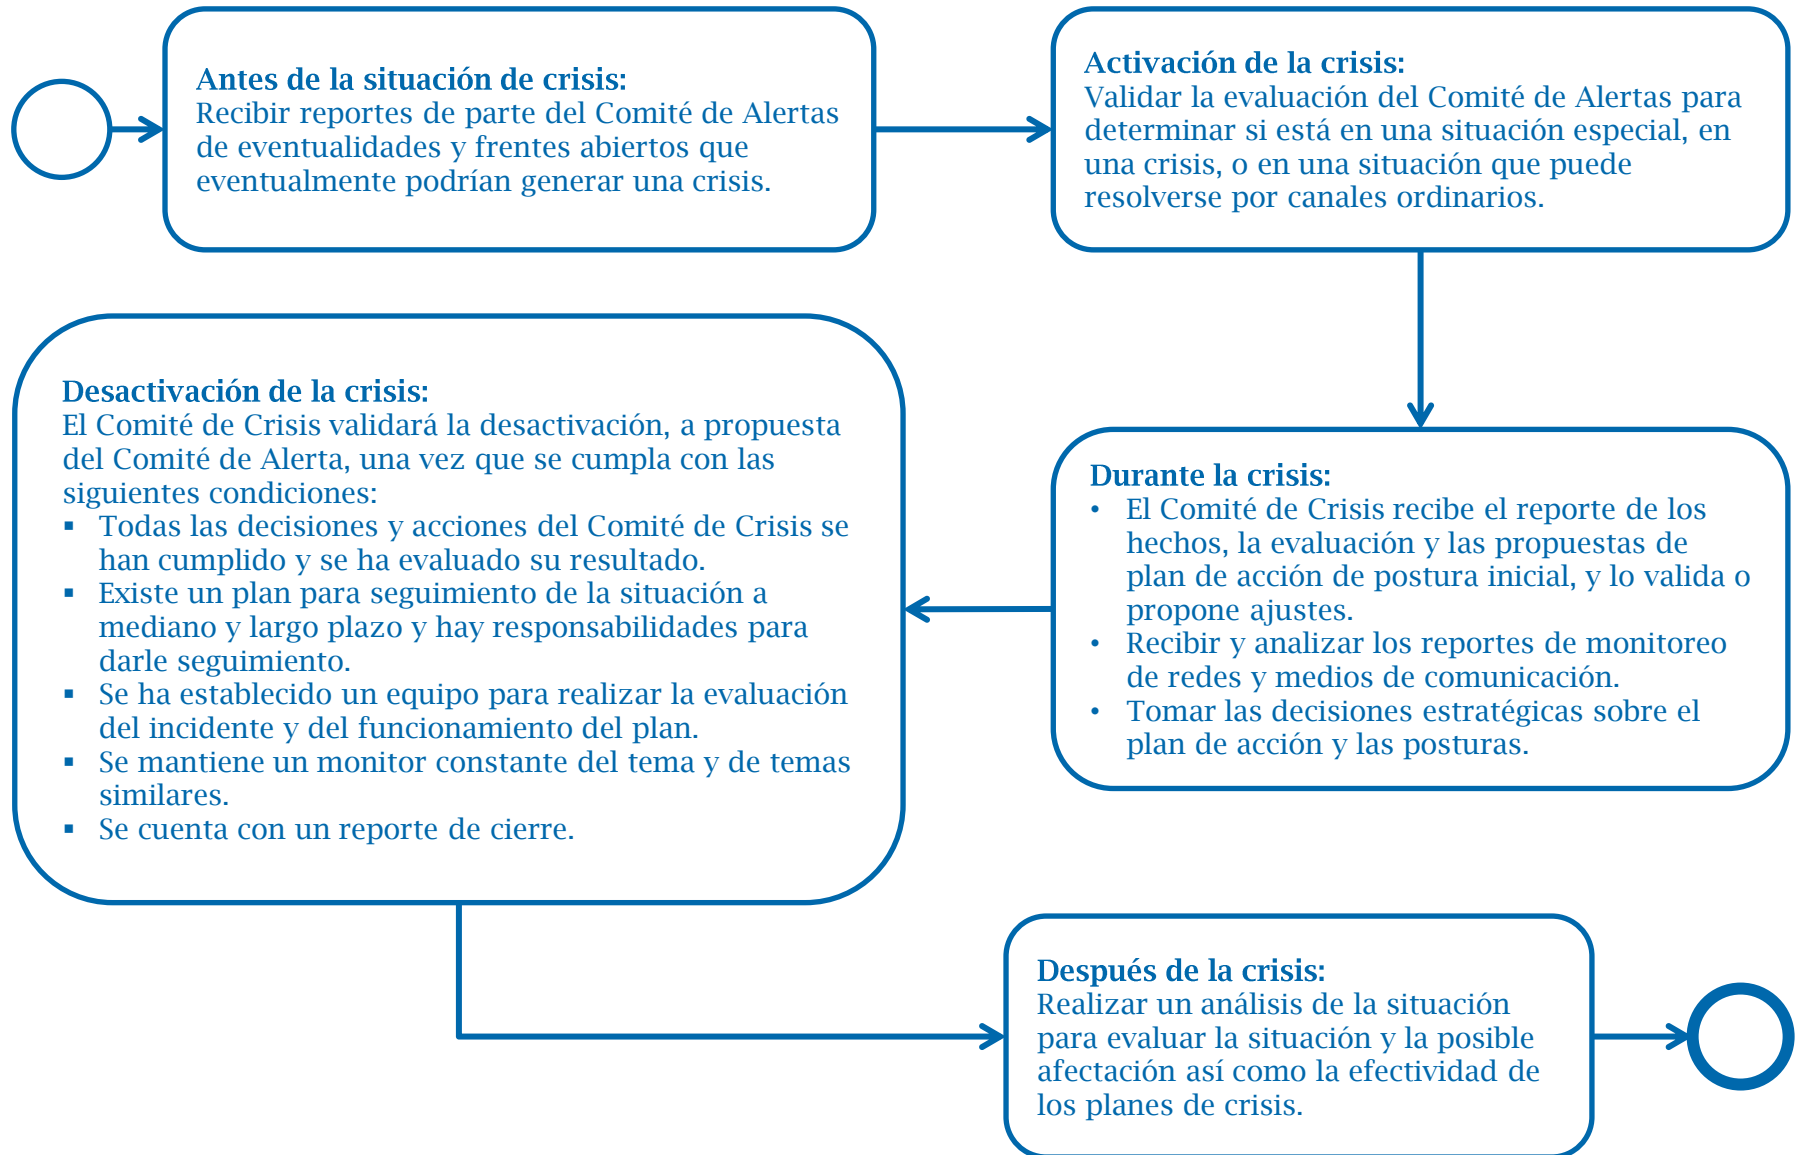 Antes de la situación de crisis:
Recibir reportes de parte del Comité de Alertas
de eventualidades y frentes abiertos que
eventualmente podrían generar una crisis.
Activación de la crisis:
Validar la evaluación del Comité de Alertas para
determinar si está en una situación especial, en
una crisis, o en una situación que puede
resolverse por canales ordinarios.
Durante la crisis:
• El Comité de Crisis recibe el reporte de los
hechos, la evaluación y las propuestas de
plan de acción de postura inicial, y lo valida o
propone ajustes.
• Recibir y analizar los reportes de monitoreo
de redes y medios de comunicación.
• Tomar las decisiones estratégicas sobre el
plan de acción y las posturas.
Desactivación de la crisis:
El Comité de Crisis validará la desactivación, a propuesta
del Comité de Alerta, una vez que se cumpla con las
siguientes condiciones:
▪ Todas las decisiones y acciones del Comité de Crisis se
han cumplido y se ha evaluado su resultado.
▪ Existe un plan para seguimiento de la situación a
mediano y largo plazo y hay responsabilidades para
darle seguimiento.
▪ Se ha establecido un equipo para realizar la evaluación
del incidente y del funcionamiento del plan.
▪ Se mantiene un monitor constante del tema y de temas
similares.
▪ Se cuenta con un reporte de cierre.
Después de la crisis:
Realizar un análisis de la situación
para evaluar la situación y la posible
afectación así como la efectividad de
los planes de crisis.